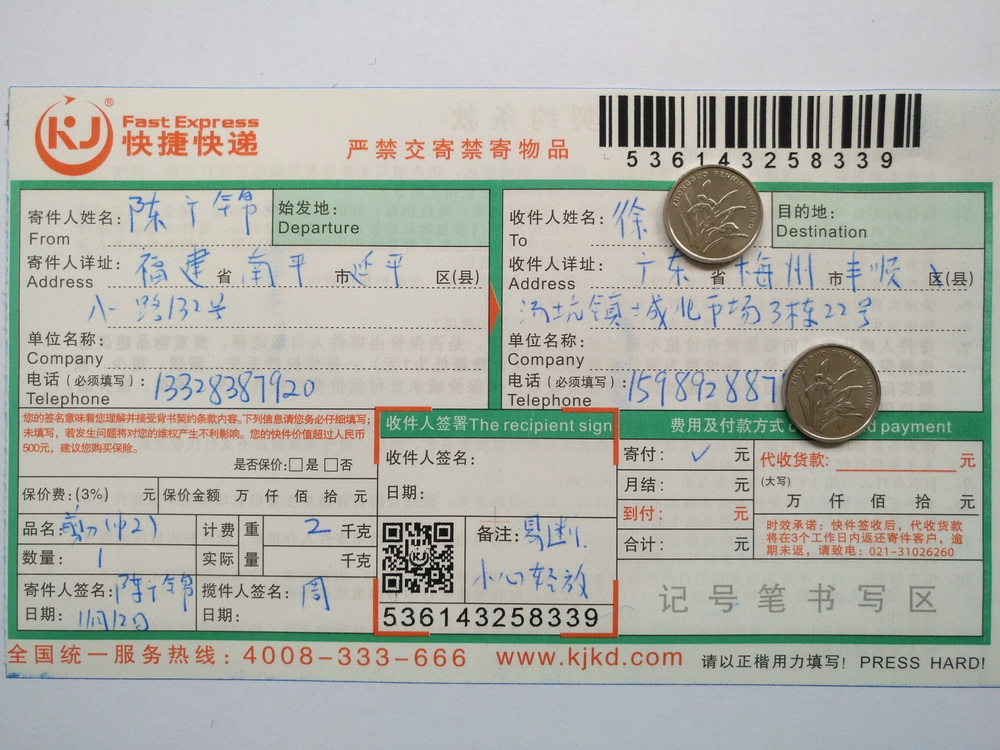 KJ®
Fast Express
快捷快递
严禁交寄禁寄物品
536143258339
寄件人姓名: 陈广锦
From
始发地:
Departure
寄件人详址: 福建省南平市延平区(县)
Address
八一路132号
单位名称:
Company
电话(必须填写): 13328387920
Telephone
收件人姓名: 徐
To
目的地:
Destination
收件人详址: 广东省梅州市丰顺区(县)
Address
汤坑镇城北市场3栋22号
单位名称:
Company
电话(必须填写): 159892887
Telephone
您的签名意味着您理解并接受背书契约条款内容。下列信息请您务必仔细填写;
未填写,若发生问题将对您的维权产生不利影响。您的快件价值超过人民币
500元,建议您购买保险。
是否保价: □是 □否
保价费:(3%) 元 保价金额 万 仟 佰 拾 元
品名: 剪刀 计费重 2 千克
数量: 1 实际量 千克
寄件人签名: 陈广锦 揽件人签名: 周
日期: 11月12日 日期:
收件人签署The recipient sign
收件人签名:
日期:
备注: 易断!
小心轻放
536143258339
费用及付款方式 payment
寄付: ✓ 元
月结: 元
到付: 元
合计: 元
代收货款: 元
(大写)
万 仟 佰 拾 元
时效承诺: 快件签收后,代收货款
将在3个工作日内返还寄件客户,逾
期未返,请致电: 021-31026260
记号笔书写区
全国统一服务热线: 4008-333-666 www.kjkd.com 请以正楷用力填写! PRESS HARD!